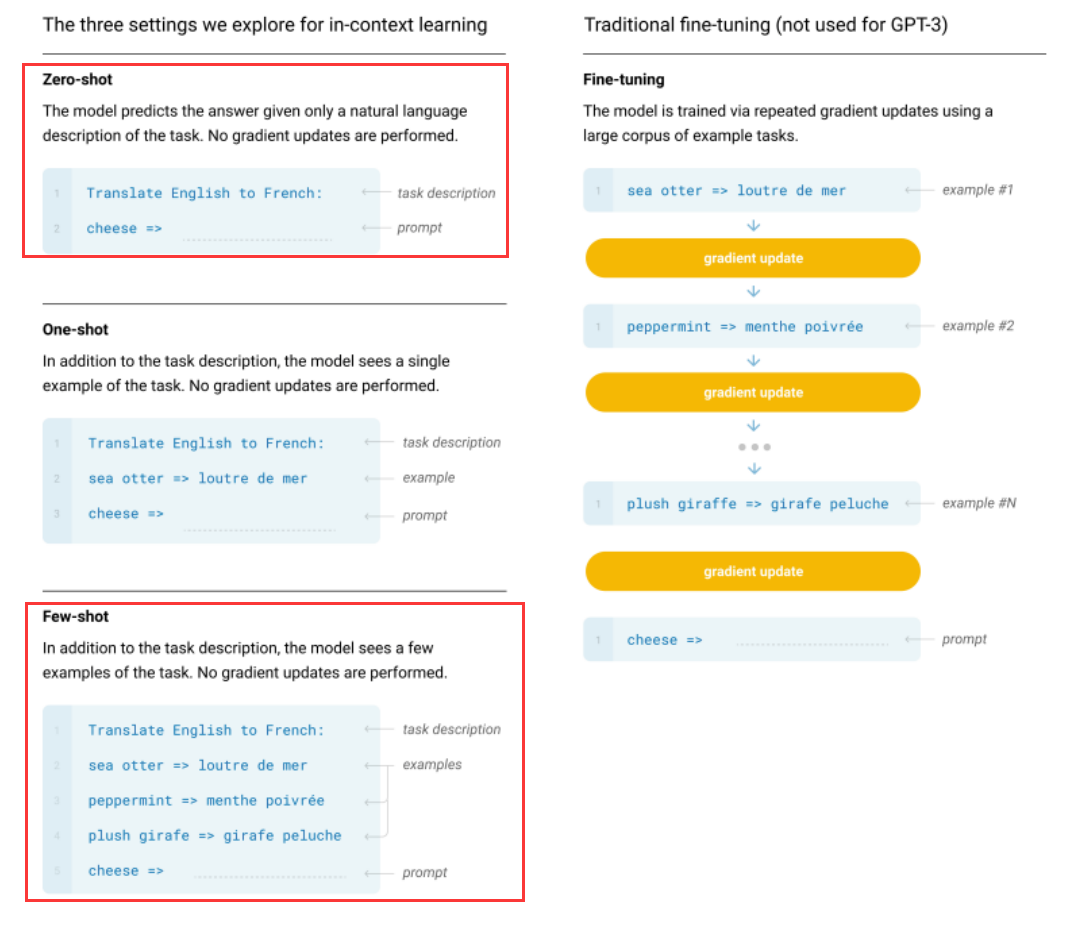 The three settings we explore for in-context learning
Zero-shot
The model predicts the answer given only a natural language
description of the task. No gradient updates are performed.
1 Translate English to French: task description
2 cheese => prompt
One-shot
In addition to the task description, the model sees a single
example of the task. No gradient updates are performed.
1 Translate English to French: task description
2 sea otter => loutre de mer example
3 cheese => prompt
Few-shot
In addition to the task description, the model sees a few
examples of the task. No gradient updates are performed.
1 Translate English to French: task description
2 sea otter => loutre de mer examples
3 peppermint => menthe poivrée
4 plush girafe => girafe peluche
5 cheese => prompt
Traditional fine-tuning (not used for GPT-3)
Fine-tuning
The model is trained via repeated gradient updates using a
large corpus of example tasks.
1 sea otter => loutre de mer example #1
gradient update
1 peppermint => menthe poivrée example #2
gradient update
1 plush giraffe => girafe peluche example #N
gradient update
1 cheese => prompt